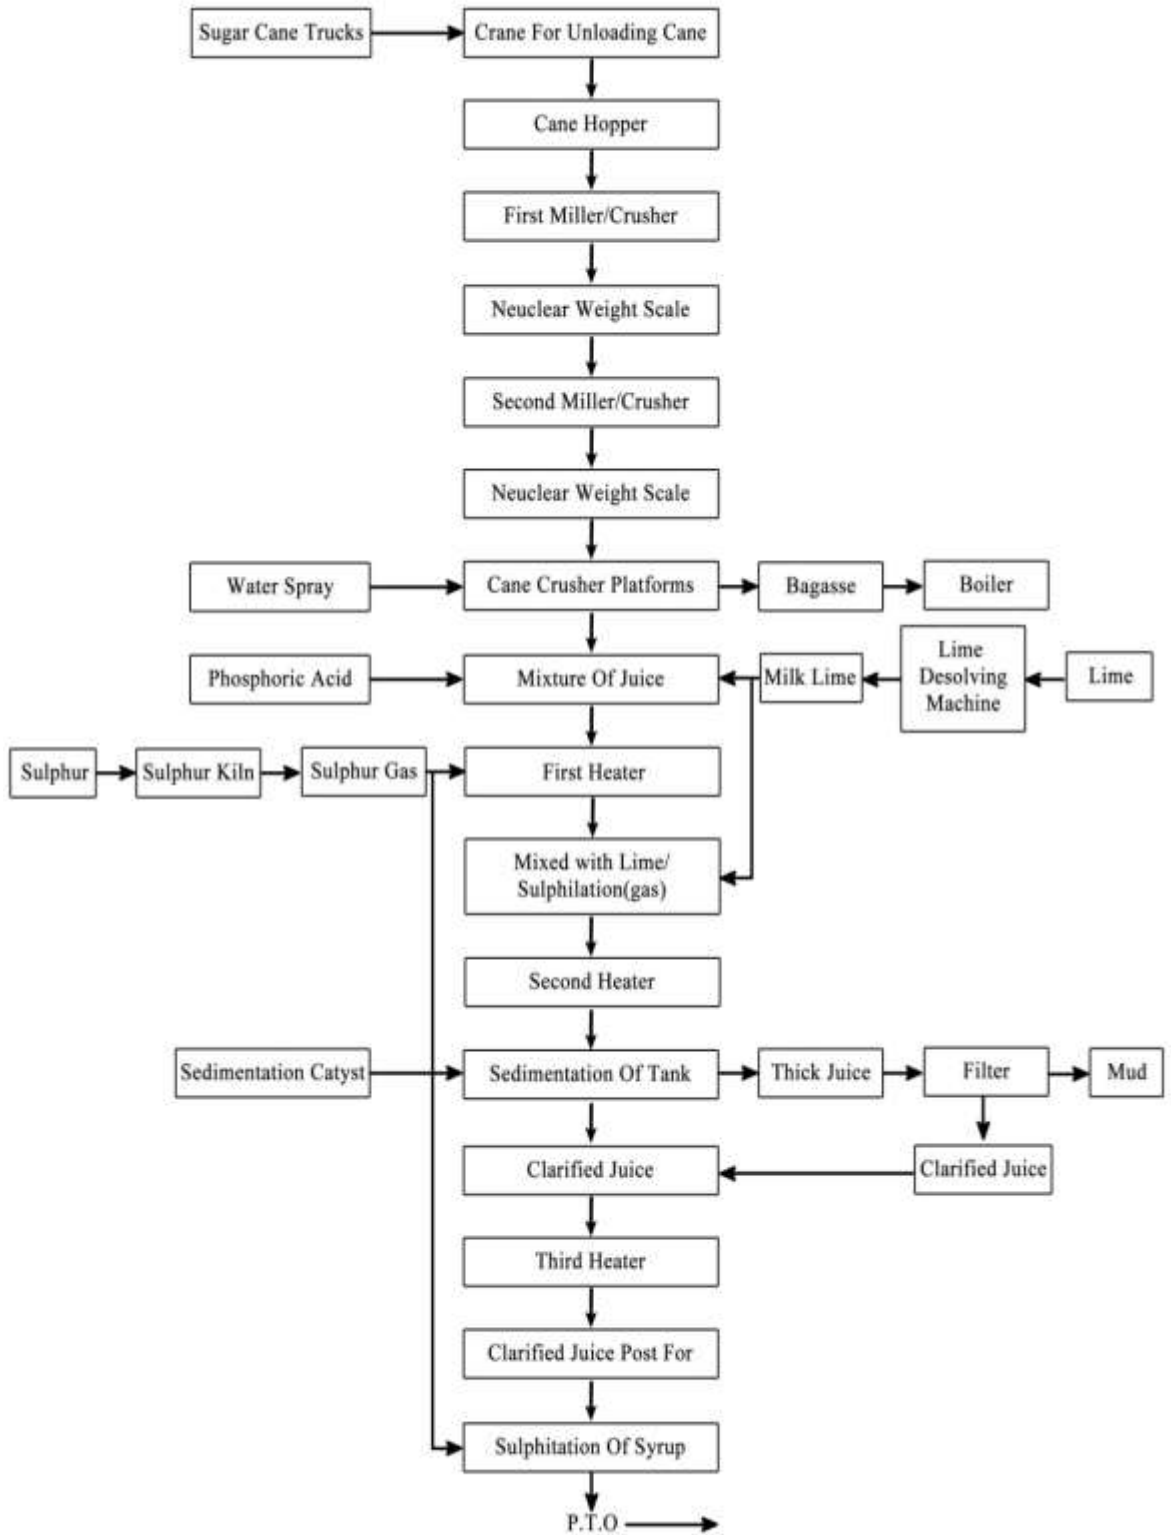 Sugar Cane Trucks
Crane For Unloading Cane
Cane Hopper
First Miller/Crusher
Neuclear Weight Scale
Second Miller/Crusher
Neuclear Weight Scale
Water Spray
Cane Crusher Platforms
Bagasse
Boiler
Phosphoric Acid
Mixture Of Juice
Milk Lime
Lime
Desolving
Machine
Lime
Sulphur
Sulphur Kiln
Sulphur Gas
First Heater
Mixed with Lime/
Sulphilation(gas)
Second Heater
Sedimentation Catyst
Sedimentation Of Tank
Thick Juice
Filter
Mud
Clarified Juice
Clarified Juice
Third Heater
Clarified Juice Post For
Sulphitation Of Syrup
P.T.O